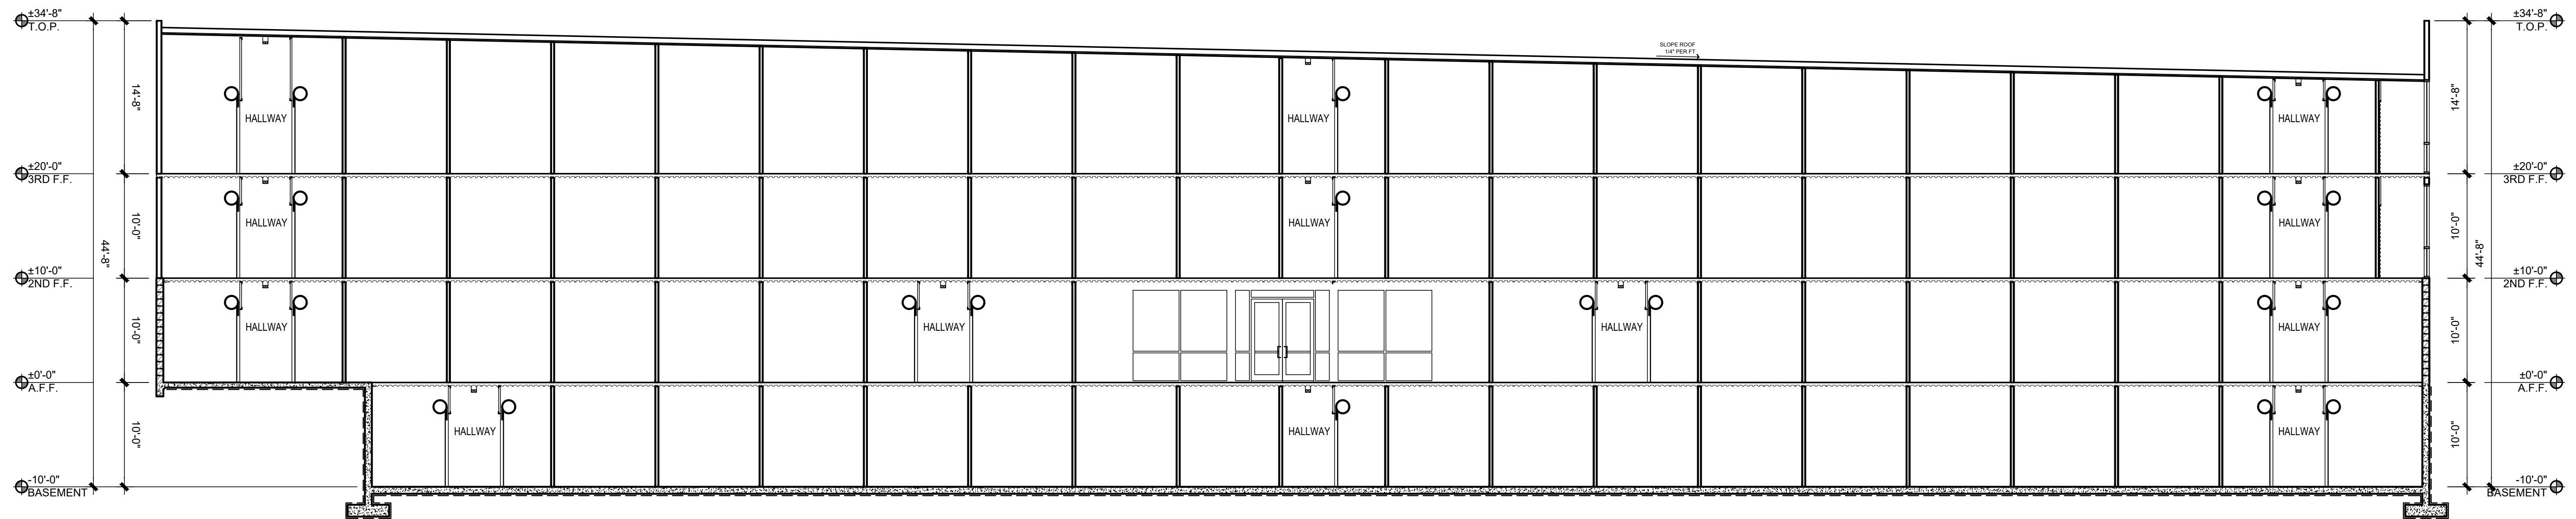 ±34'-8"
T.O.P.
±34'-8"
T.O.P.
SLOPE ROOF
1/4" PER FT
14'-8"
14'-8"
HALLWAY
HALLWAY
HALLWAY
±20'-0"
3RD F.F.
±20'-0"
3RD F.F.
10'-0"
HALLWAY
HALLWAY
HALLWAY
10'-0"
44'-8"
44'-8"
±10'-0"
2ND F.F.
±10'-0"
2ND F.F.
10'-0"
HALLWAY
HALLWAY
HALLWAY
HALLWAY
10'-0"
±0'-0"
A.F.F.
±0'-0"
A.F.F.
10'-0"
HALLWAY
HALLWAY
HALLWAY
10'-0"
-10'-0"
BASEMENT
-10'-0"
BASEMENT